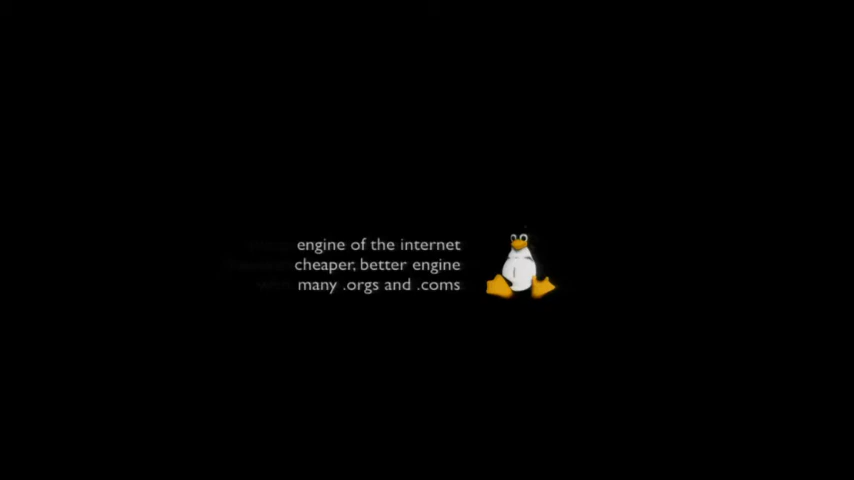 engine of the internet
cheaper, better engine
many .orgs and .coms